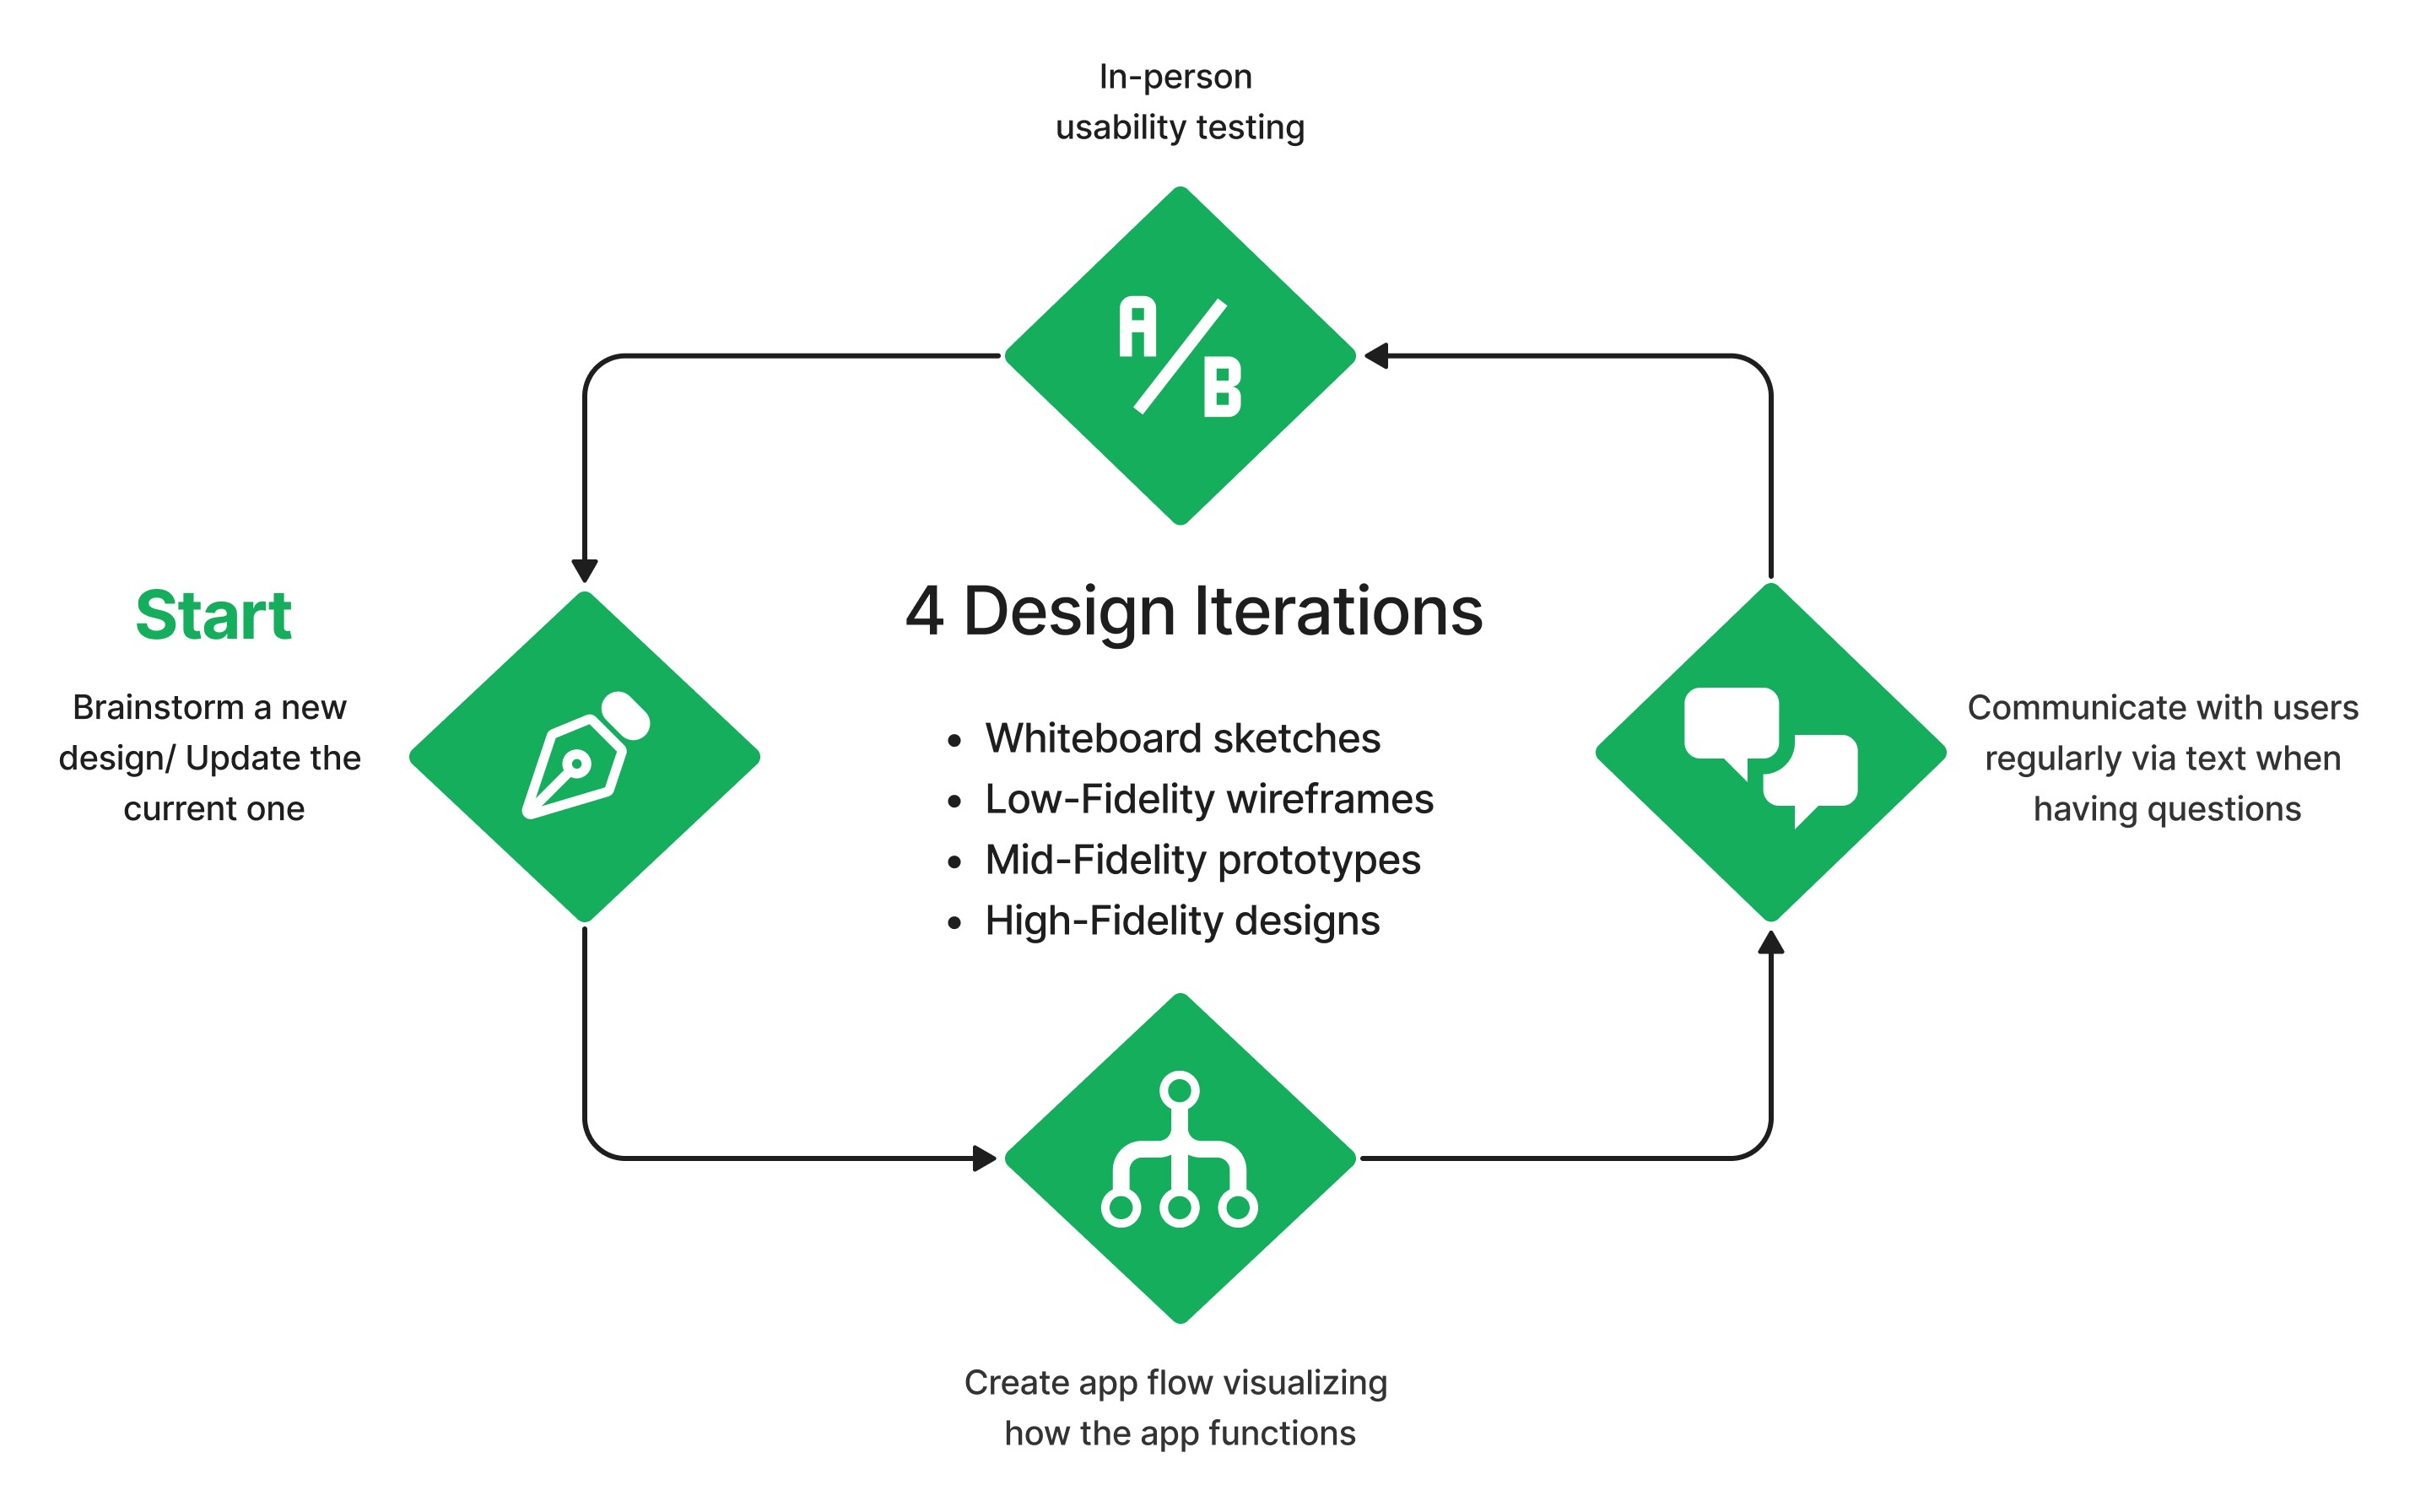 In-person
usability testing
A/B
Start
Brainstorm a new
design/ Update the
current one
4 Design Iterations
• Whiteboard sketches
• Low-Fidelity wireframes
• Mid-Fidelity prototypes
• High-Fidelity designs
Communicate with users
regularly via text when
having questions
Create app flow visualizing
how the app functions